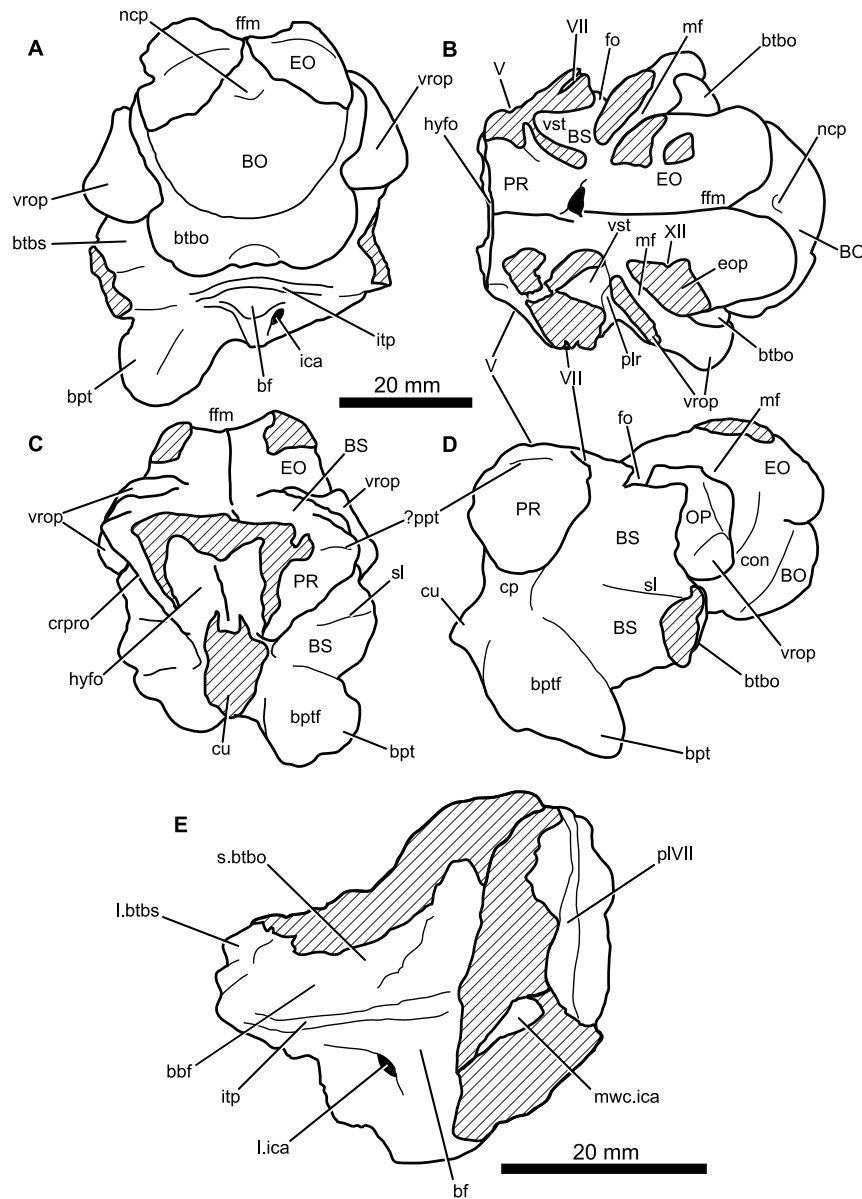 A
ncp
ffm
EO
vrop
BO
vrop
btbs
btbo
itp
ica
bf
bpt
20 mm
B
VII
fo
mf
btbo
V
hyfo
vst
BS
ncp
PR
EO
ffm
vst
mf
XII
eop
BO
V
VII
plr
vrop
btbo
C
ffm
BS
EO
vrop
vrop
?ppt
PR
sl
crpro
BS
hyfo
bptf
cu
bpt
D
fo
mf
EO
PR
OP
BS
con
BO
cp
sl
cu
BS
vrop
btbo
bptf
bpt
E
s.btbo
pIVII
l.btbs
bbf
itp
l.ica
mwc.ica
bf
20 mm